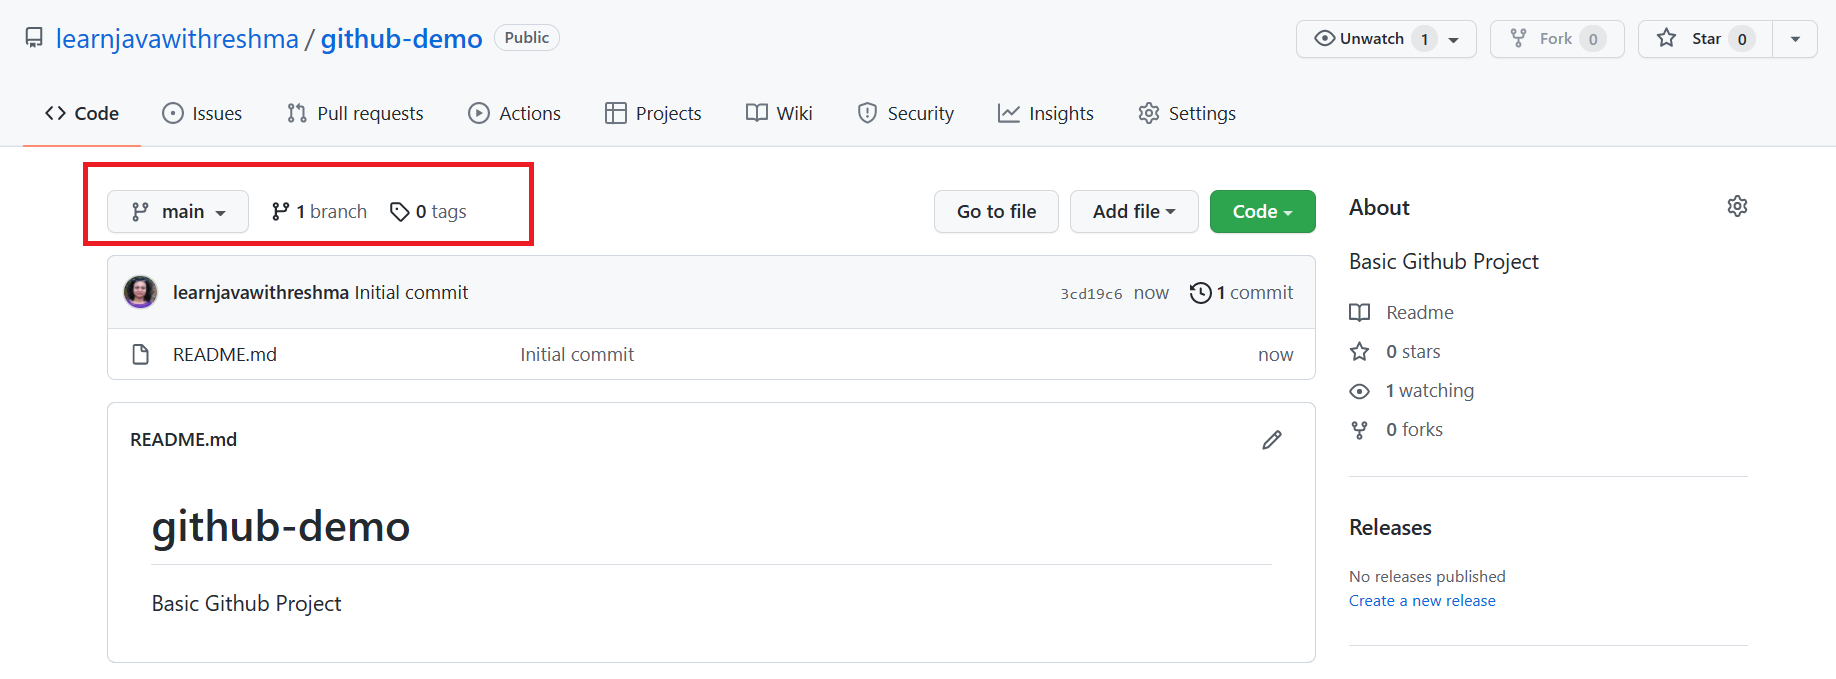 learnjavawithreshma / github-demo Public
Unwatch 1 Fork 0 Star 0
Code Issues Pull requests Actions Projects Wiki Security Insights Settings
main 1 branch 0 tags Go to file Add file Code
learnjavawithreshma Initial commit 3cd19c6 now 1 commit
README.md Initial commit now
README.md
github-demo
Basic Github Project
About
Basic Github Project
Readme
0 stars
1 watching
0 forks
Releases
No releases published
Create a new release